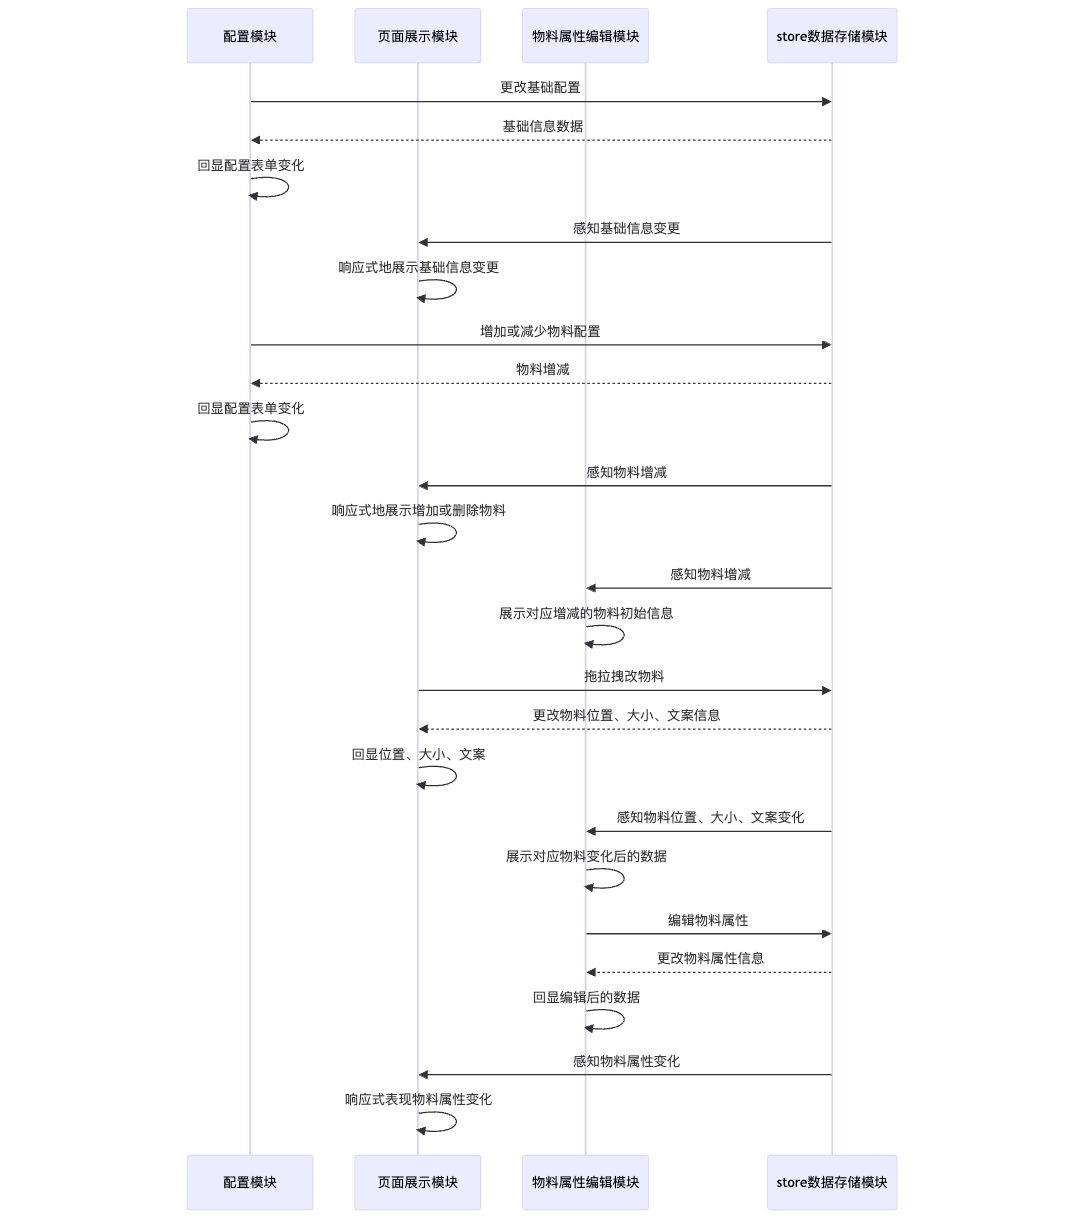 配置模块
页面展示模块
物料属性编辑模块
store数据存储模块
更改基础配置
基础信息数据
回显配置表单变化
感知基础信息变更
响应式地展示基础信息变更
增加或减少物料配置
物料增减
回显配置表单变化
感知物料增减
响应式地展示增加或删除物料
感知物料增减
展示对应增减的物料初始信息
拖拉拽改物料
更改物料位置、大小、文案信息
回显位置、大小、文案
感知物料位置、大小、文案变化
展示对应物料变化后的数据
编辑物料属性
更改物料属性信息
回显编辑后的数据
感知物料属性变化
响应式表现物料属性变化
配置模块
页面展示模块
物料属性编辑模块
store数据存储模块